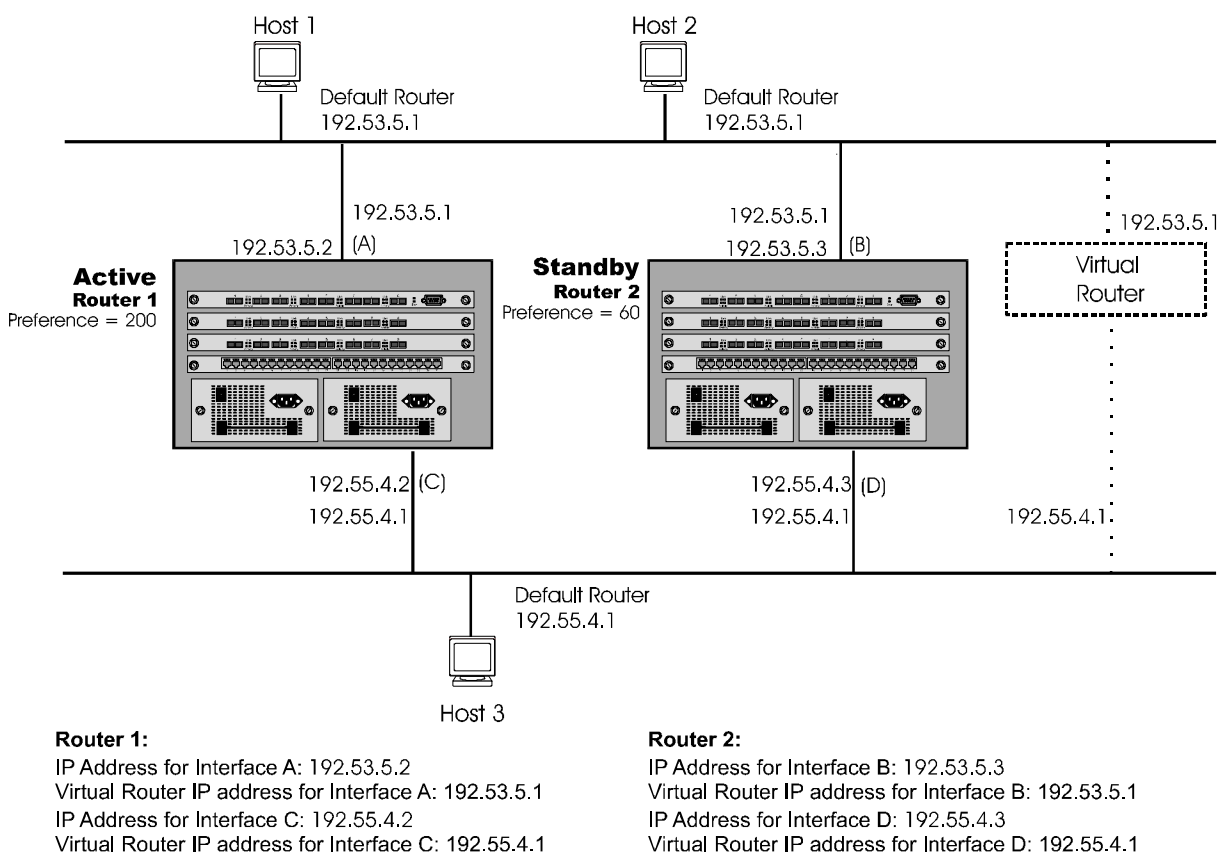 Host 1
Host 2
Default Router
192.53.5.1
Default Router
192.53.5.1
192.53.5.1
192.53.5.2 (A)
192.53.5.1
192.53.5.3 (B)
192.53.5.1
Virtual
Router
Active
Router 1
Preference = 200
Standby
Router 2
Preference = 60
192.55.4.2 (C)
192.55.4.1
192.55.4.3 (D)
192.55.4.1
192.55.4.1
Default Router
192.55.4.1
Host 3
Router 1:
IP Address for Interface A: 192.53.5.2
Virtual Router IP address for Interface A: 192.53.5.1
IP Address for Interface C: 192.55.4.2
Virtual Router IP address for Interface C: 192.55.4.1
Router 2:
IP Address for Interface B: 192.53.5.3
Virtual Router IP address for Interface B: 192.53.5.1
IP Address for Interface D: 192.55.4.3
Virtual Router IP address for Interface D: 192.55.4.1